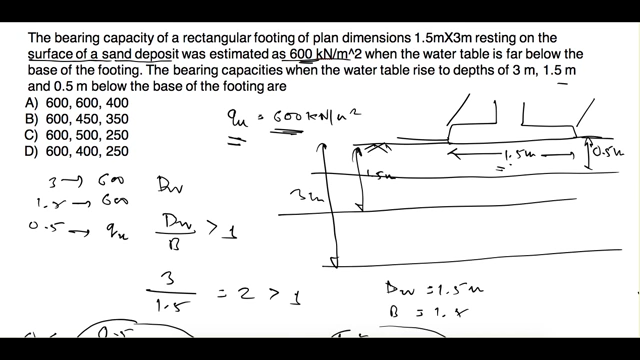 The bearing capacity of a rectangular footing of plan dimensions 1.5mX3m resting on the
surface of a sand deposit was estimated as 600 kN/m^2 when the water table is far below the
base of the footing. The bearing capacities when the water table rise to depths of 3 m, 1.5 m
and 0.5 m below the base of the footing are
A) 600, 600, 400
B) 600, 450, 350
C) 600, 500, 250
D) 600, 400, 250
qu = 600 kN/m²
1.5m
0.5m
1.5m
3m
3 → 600
1.5 → 600
0.5 → qu
Dw
Dw/B > 1
3/1.5 = 2 > 1
Dw = 1.5m
B = 1.5